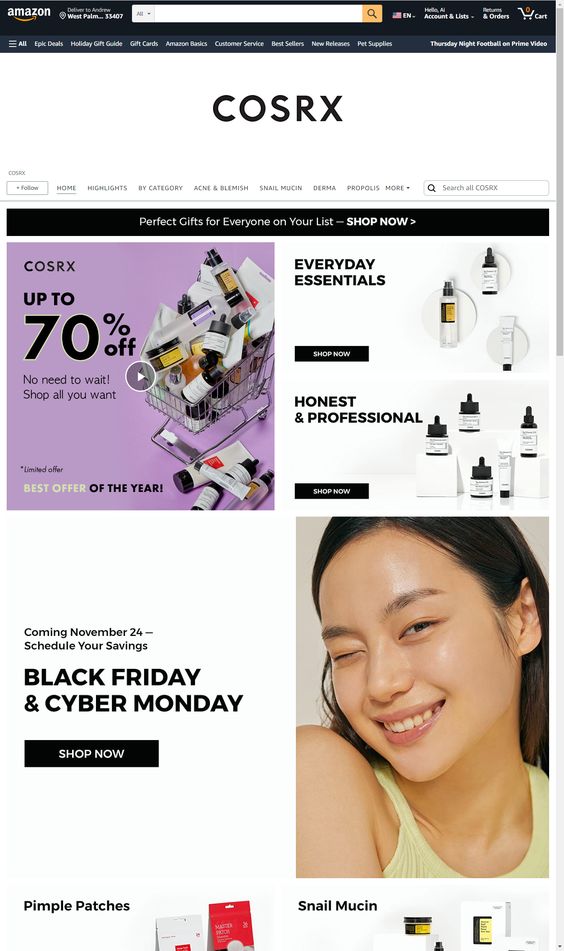 amazon
Deliver to Andrew
West Palm... 33407
All
EN
Hello, Ai
Account & Lists
Returns
& Orders
0
Cart
All
Epic Deals
Holiday Gift Guide
Gift Cards
Amazon Basics
Customer Service
Best Sellers
New Releases
Pet Supplies
Thursday Night Football on Prime Video
COSRX
COSRX
+ Follow
HOME
HIGHLIGHTS
BY CATEGORY
ACNE & BLEMISH
SNAIL MUCIN
DERMA
PROPOLIS
MORE
Search all COSRX
Perfect Gifts for Everyone on Your List — SHOP NOW >
COSRX
UP TO
70% off
No need to wait!
Shop all you want
*Limited offer
BEST OFFER OF THE YEAR!
EVERYDAY
ESSENTIALS
SHOP NOW
HONEST
& PROFESSIONAL
SHOP NOW
Coming November 24 —
Schedule Your Savings
BLACK FRIDAY
& CYBER MONDAY
SHOP NOW
Pimple Patches
MASTER
PATCH
Snail Mucin